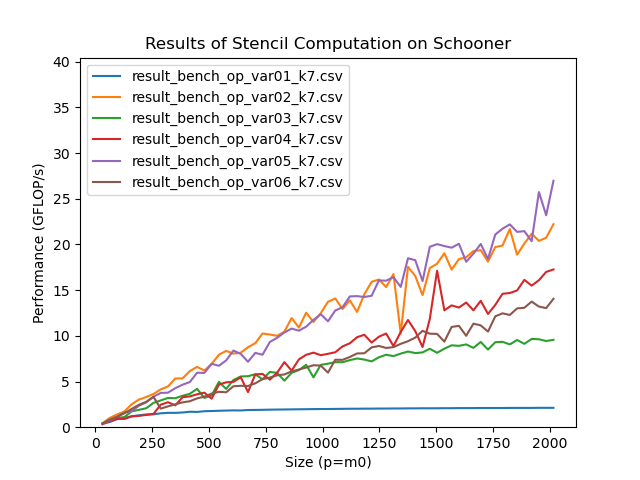 Results of Stencil Computation on Schooner
40
35
30
25
20
15
10
5
0
Performance (GFLOP/s)
result_bench_op_var01_k7.csv
result_bench_op_var02_k7.csv
result_bench_op_var03_k7.csv
result_bench_op_var04_k7.csv
result_bench_op_var05_k7.csv
result_bench_op_var06_k7.csv
0 250 500 750 1000 1250 1500 1750 2000
Size (p=m0)